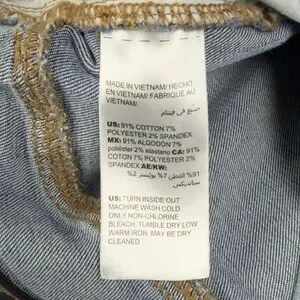 MADE IN VIETNAM/ HECHO
EN VIETNAM/ FABRIQUÉ AU
VIETNAM/
صنع في فيتنام
US: 91% COTTON 7%
POLYESTER 2% SPANDEX
MX: 91% ALGODÓN 7%
poliéster 2% elastano CA: 91%
COTON 7% POLYESTER 2%
SPANDEX AE/KW:
91% القطن 7% بوليستر 2%
سباندیکس
US: TURN INSIDE OUT
MACHINE WASH COLD.
ONLY NON-CHLORINE
BLEACH. TUMBLE DRY LOW.
WARM IRON. MAY BE DRY
CLEANED